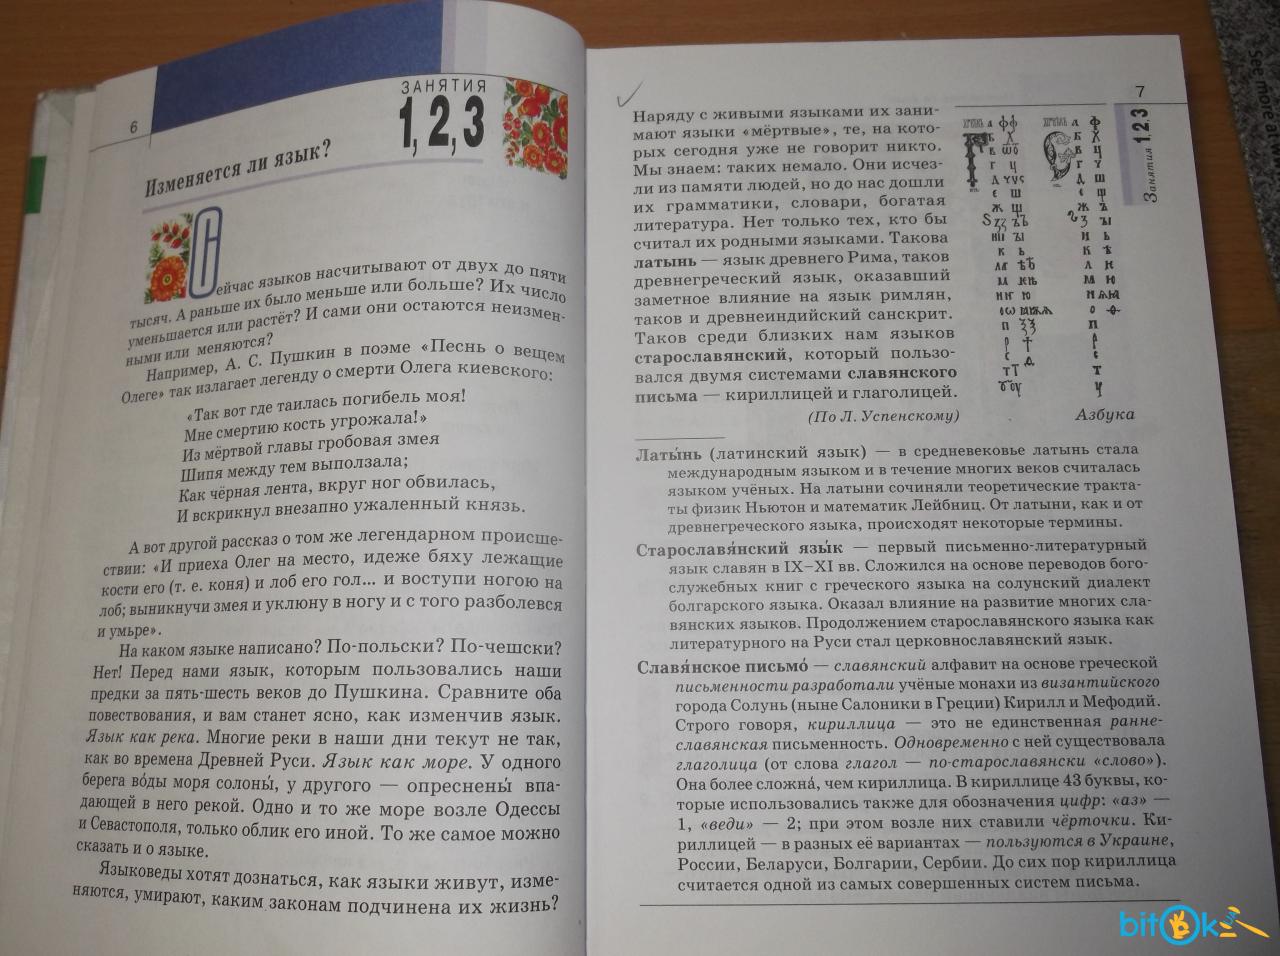 6
ЗАНЯТИЯ
1, 2, 3
Изменяется ли язык?
Сейчас языков насчитывают от двух до пяти
тысяч. А раньше их было меньше или больше? Их число
уменьшается или растёт? И сами они остаются неизмен-
ными или меняются?
Например, А. С. Пушкин в поэме «Песнь о вещем
Олеге» так излагает легенду о смерти Олега киевского:
«Так вот где таилась погибель моя!
Мне смертию кость угрожала!»
Из мёртвой главы гробовая змея
Шипя между тем выползала;
Как чёрная лента, вкруг ног обвилась,
И вскрикнул внезапно ужаленный князь.
А вот другой рассказ о том же легендарном происше-
ствии: «И приеха Олег на место, идеже бяху лежащие
кости его (т. е. коня) и лоб его гол... и воступи ногою на
лоб; выникнучи змея и уклюну в ногу и с того разболевся
и умьре».
На каком языке написано? По-польски? По-чешски?
Нет! Перед нами язык, которым пользовались наши
предки за пять-шесть веков до Пушкина. Сравните оба
повествования, и вам станет ясно, как изменчив язык.
Язык как река. Многие реки в наши дни текут не так,
как во времена Древней Руси. Язык как море. У одного
берега во́ды моря солоны́, у другого — опреснены́ впа-
дающей в него рекой. Одно и то же море возле Одессы
и Севастополя, только облик его иной. То же самое можно
сказать и о языке.
Языковеды хотят дознаться, как языки живут, изме-
няются, умирают, каким законам подчинена их жизнь?
7
Занятия 1, 2, 3
Наряду с живыми языками их зани-
мают языки «мёртвые», те, на кото-
рых сегодня уже не говорит никто.
Мы знаем: таких немало. Они исчез-
ли из памяти людей, но до нас дошли
их грамматики, словари, богатая
литература. Нет только тех, кто бы
считал их родными языками. Такова
латынь — язык древнего Рима, таков
древнегреческий язык, оказавший
заметное влияние на язык римлян,
таков и древнеиндийский санскрит.
Таков среди близких нам языков
старославянский, который пользо-
вался двумя системами славянского
письма — кириллицей и глаголицей.
(По Л. Успенскому)
Азбука
Латы́нь (латинский язык) — в средневековье латынь стала
международным языком и в течение многих веков считалась
языком учёных. На латыни сочиняли теоретические тракта-
ты физик Ньютон и математик Лейбниц. От латыни, как и от
древнегреческого языка, происходят некоторые термины.
Старославя́нский язы́к — первый письменно-литературный
язык славян в IX–XI вв. Сложился на основе переводов бого-
служебных книг с греческого языка на солунский диалект
болгарского языка. Оказал влияние на развитие многих сла-
вянских языков. Продолжением старославянского языка как
литературного на Руси стал церковнославянский язык.
Славя́нское письмо́ — славянский алфавит на основе греческой
письменности разработали учёные монахи из византийского
города Солунь (ныне Салоники в Греции) Кирилл и Мефодий.
Строго говоря, кириллица — это не единственная ранне-
славянская письменность. Одновременно с ней существовала
глаголица (от слова глагол — по-старославянски «слово»).
Она более сложна́, чем кириллица. В кириллице 43 буквы, ко-
торые использовались также для обозначения цифр: «аз» —
1, «веди» — 2; при этом возле них ставили чёрточки. Ки-
риллицей — в разных её вариантах — пользуются в Украине,
России, Беларуси, Болгарии, Сербии. До сих пор кириллица
считается одной из самых совершенных систем письма.
See more
bitok